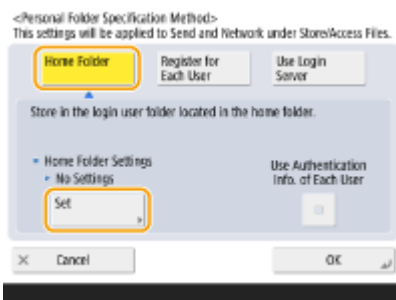 <Personal Folder Specification Method>
This settings will be applied to Send and Network under Store/Access Files.
Home Folder
Register for
Each User
Use Login
Server
Store in the login user folder located in the home folder.
Home Folder Settings
No Settings
Set
Use Authentication
Info. of Each User
Cancel
OK